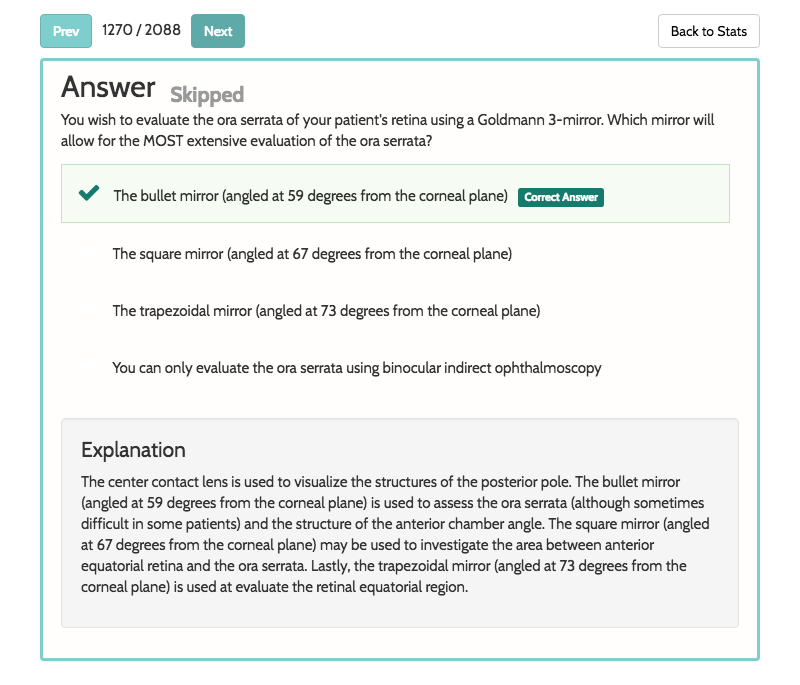 Prev 1270 / 2088 Next Back to Stats
Answer Skipped
You wish to evaluate the ora serrata of your patient's retina using a Goldmann 3-mirror. Which mirror will
allow for the MOST extensive evaluation of the ora serrata?
The bullet mirror (angled at 59 degrees from the corneal plane) Correct Answer
The square mirror (angled at 67 degrees from the corneal plane)
The trapezoidal mirror (angled at 73 degrees from the corneal plane)
You can only evaluate the ora serrata using binocular indirect ophthalmoscopy
Explanation
The center contact lens is used to visualize the structures of the posterior pole. The bullet mirror
(angled at 59 degrees from the corneal plane) is used to assess the ora serrata (although sometimes
difficult in some patients) and the structure of the anterior chamber angle. The square mirror (angled
at 67 degrees from the corneal plane) may be used to investigate the area between anterior
equatorial retina and the ora serrata. Lastly, the trapezoidal mirror (angled at 73 degrees from the
corneal plane) is used at evaluate the retinal equatorial region.